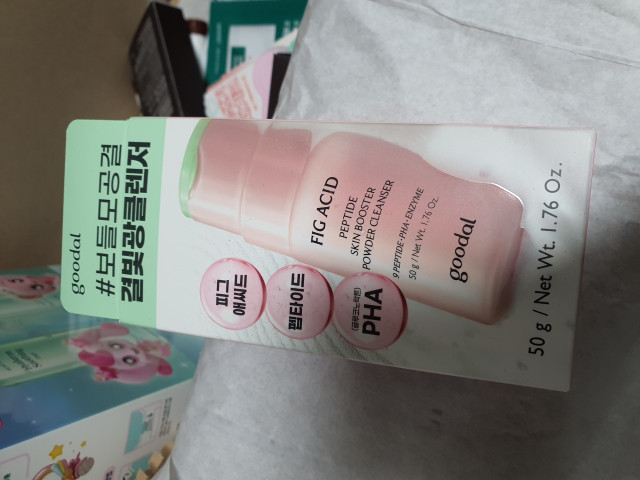 goodal
#보들모공결
결빛광클렌저
FIG ACID
PEPTIDE
SKIN BOOSTER
POWDER CLEANSER
9 PEPTIDE·PHA·ENZYME
50 g / Net Wt. 1.76 Oz.
goodal
피그
애씨드
펩타이드
(글루코노락톤)
PHA
50 g / Net Wt. 1.76 Oz.